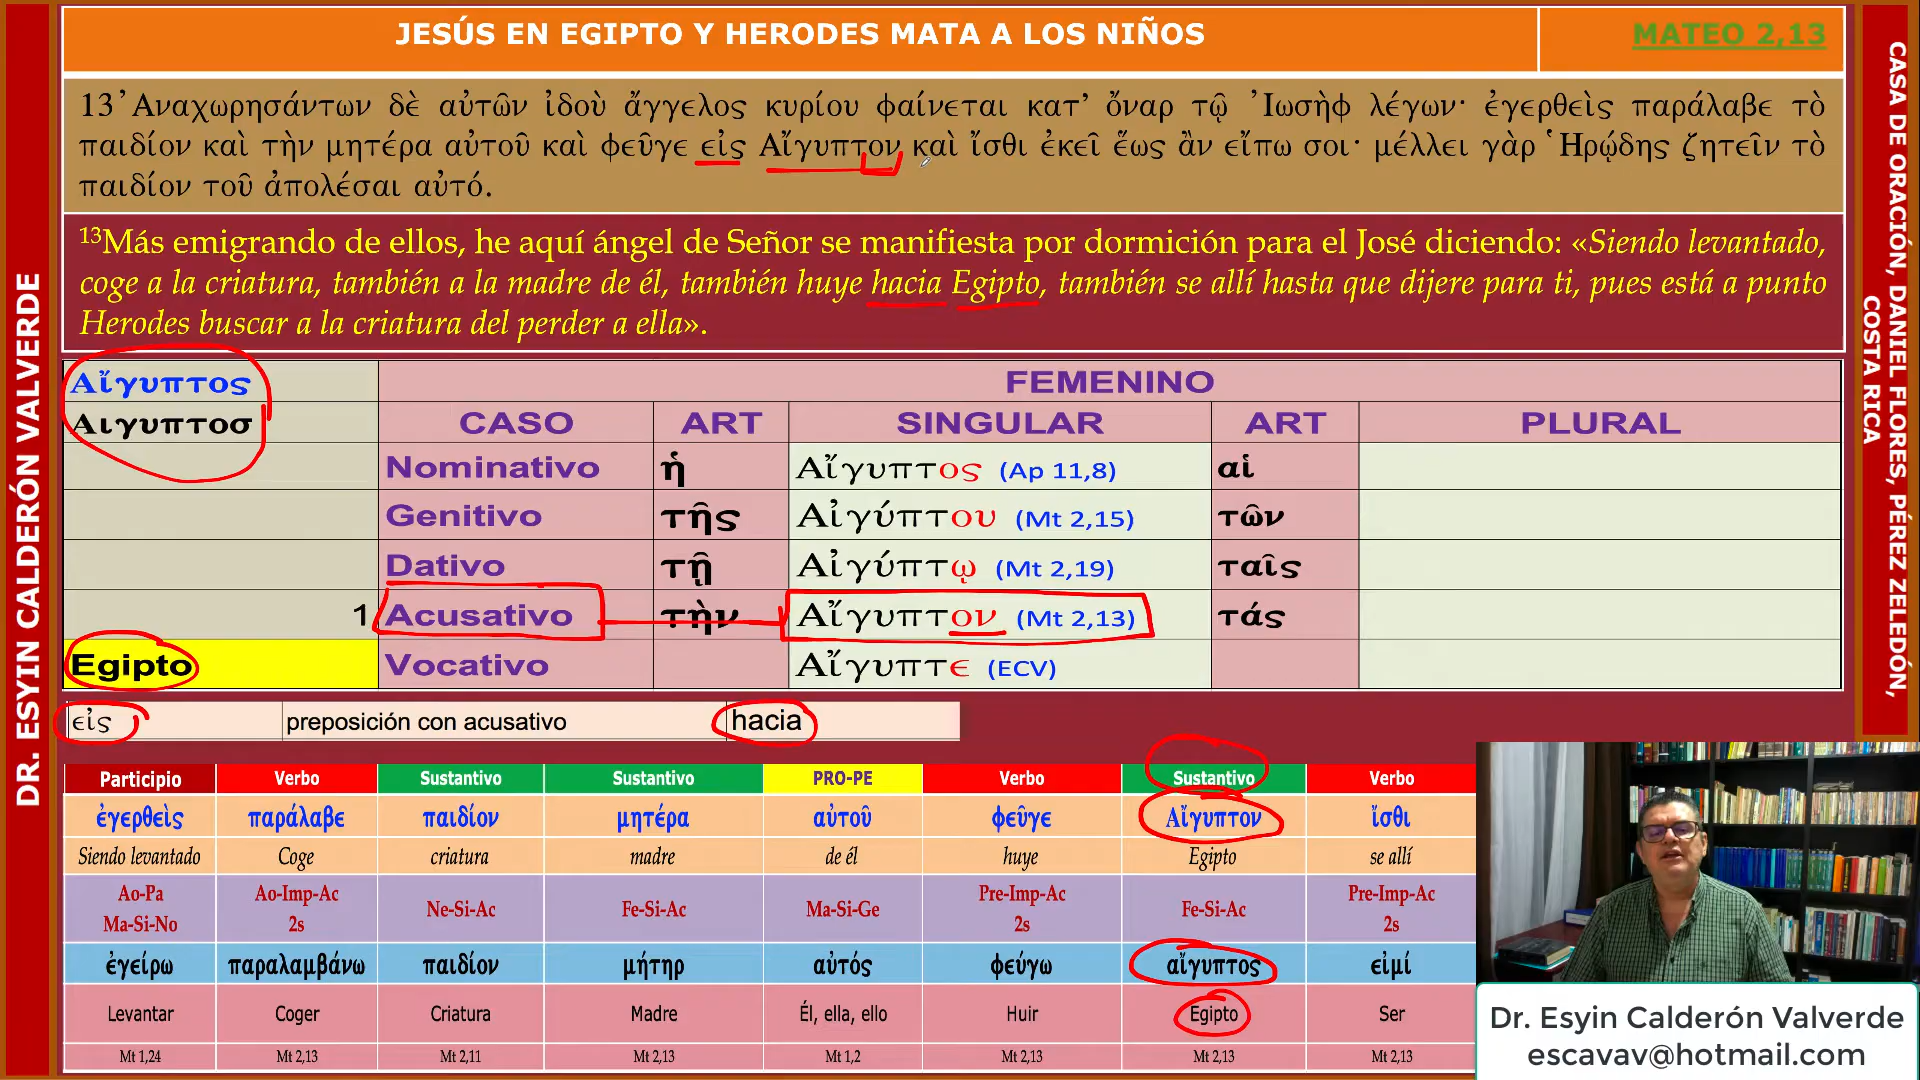 JESÚS EN EGIPTO Y HERODES MATA A LOS NIÑOS
MATEO 2,13
13 Ἀναχωρησάντων δὲ αὐτῶν ἰδοὺ ἄγγελος κυρίου φαίνεται κατ’ ὄναρ τῷ Ἰωσὴφ λέγων· ἐγερθεὶς παράλαβε τὸ
παιδίον καὶ τὴν μητέρα αὐτοῦ καὶ φεῦγε εἰς Αἴγυπτον καὶ ἴσθι ἐκεῖ ἕως ἂν εἴπω σοι· μέλλει γὰρ Ἡρῴδης ζητεῖν τὸ
παιδίον τοῦ ἀπολέσαι αὐτό.
13Más emigrando de ellos, he aquí ángel de Señor se manifiesta por dormición para el José diciendo: «Siendo levantado,
coge a la criatura, también a la madre de él, también huye hacia Egipto, también se allí hasta que dijere para ti, pues está a punto
Herodes buscar a la criatura del perder a ella».
Αἴγυπτος FEMENINO
Αιγυπτοσ CASO ART SINGULAR ART PLURAL
Nominativo ἡ Αἴγυπτος (Ap 11,8) αἱ
Genitivo τῆς Αἰγύπτου (Mt 2,15) τῶν
Dativo τῇ Αἰγύπτῳ (Mt 2,19) ταῖς
1 Acusativo τὴν Αἴγυπτον (Mt 2,13) τάς
Egipto Vocativo Αἴγυπτε (ECV)
εἰς preposición con acusativo hacia
Participio Verbo Sustantivo Sustantivo PRO-PE Verbo Sustantivo Verbo
ἐγερθεὶς παράλαβε παιδίον μητέρα αὐτοῦ φεῦγε Αἴγυπτον ἴσθι
Siendo levantado Coge criatura madre de él huye Egipto se allí
Ao-Pa Ao-Imp-Ac Ne-Si-Ac Fe-Si-Ac Ma-Si-Ge Pre-Imp-Ac Fe-Si-Ac Pre-Imp-Ac
Ma-Si-No 2s 2s 2s
ἐγείρω παραλαμβάνω παιδίον μήτηρ αὐτός φεύγω αἴγυπτος εἰμί
Levantar Coger Criatura Madre Él, ella, ello Huir Egipto Ser
Mt 1,24 Mt 2,13 Mt 2,11 Mt 2,13 Mt 1,2 Mt 2,13 Mt 2,13 Mt 2,13
DR. ESYIN CALDERÓN VALVERDE
CASA DE ORACIÓN, DANIEL FLORES, PÉREZ ZELEDÓN,
COSTA RICA
Dr. Esyin Calderón Valverde
escavav@hotmail.com